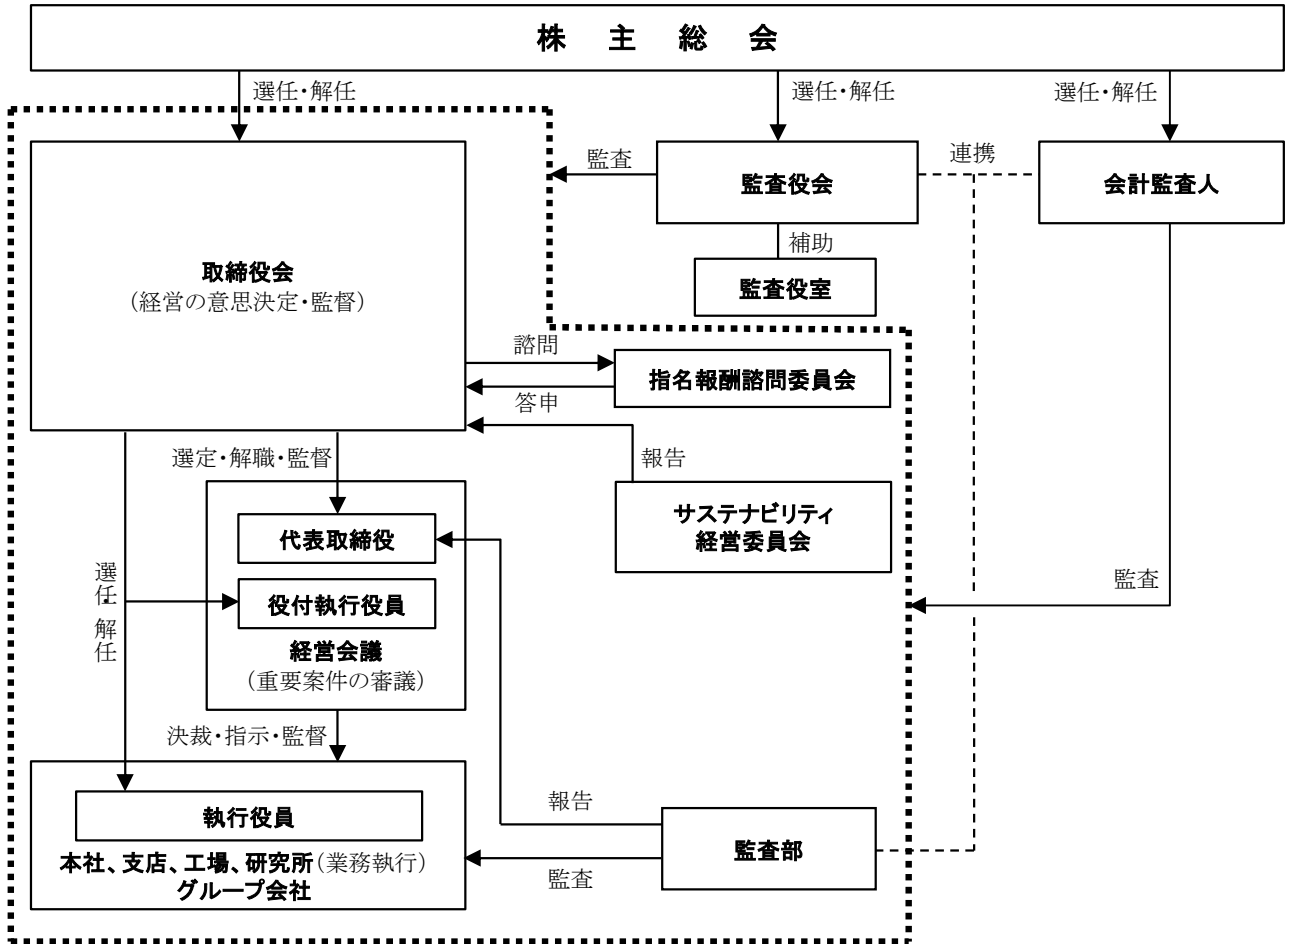 株主総会
選任・解任
選任・解任
選任・解任
監査
監査役会
連携
会計監査人
補助
監査役室
取締役会
（経営の意思決定・監督）
諮問
指名報酬諮問委員会
答申
選定・解職・監督
報告
サステナビリティ
経営委員会
代表取締役
選任・解任
役付執行役員
監査
経営会議
（重要案件の審議）
決裁・指示・監督
報告
執行役員
監査部
本社、支店、工場、研究所（業務執行）
グループ会社
監査